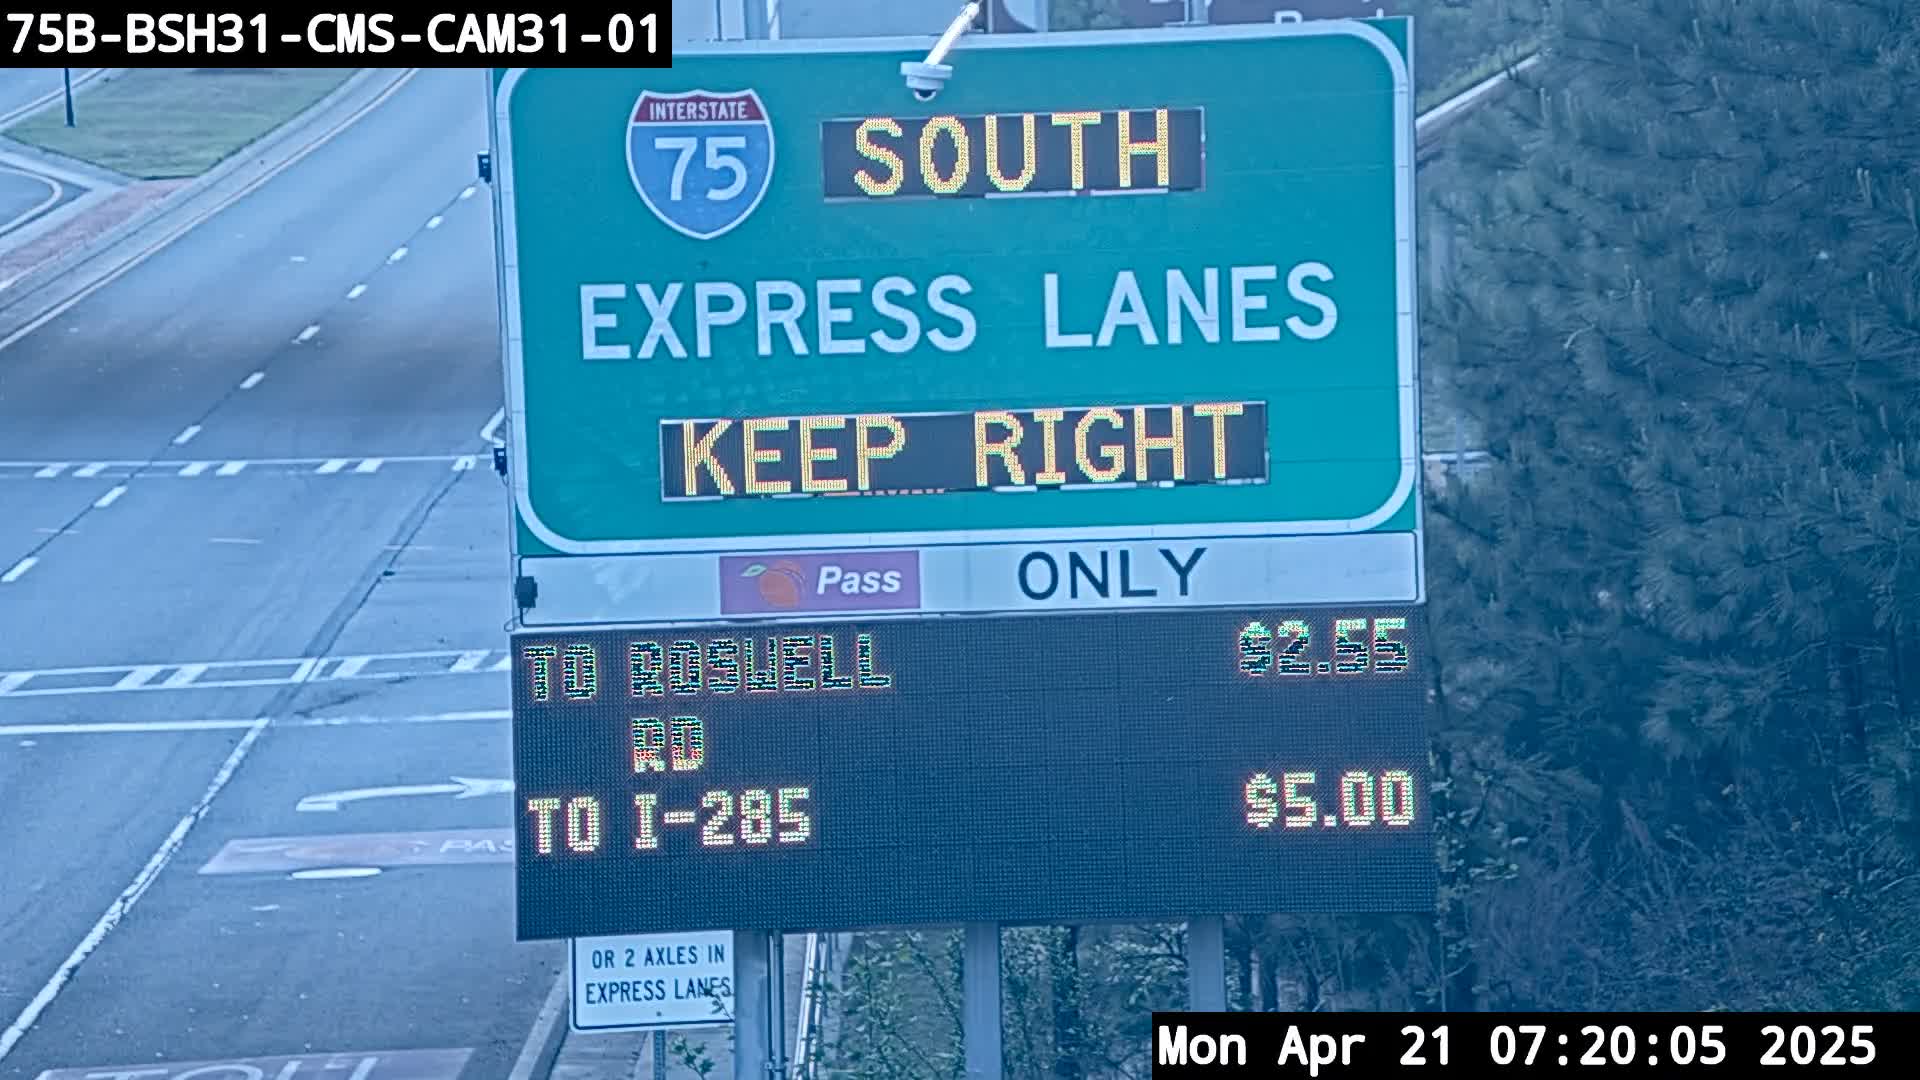 75B-BSH31-CMS-CAM31-01
INTERSTATE
75
SOUTH
EXPRESS LANES
KEEP RIGHT
Pass ONLY
TO ROSWELL $2.55
RD
TO I-285 $5.00
OR 2 AXLES IN
EXPRESS LANES
Mon Apr 21 07:20:05 2025